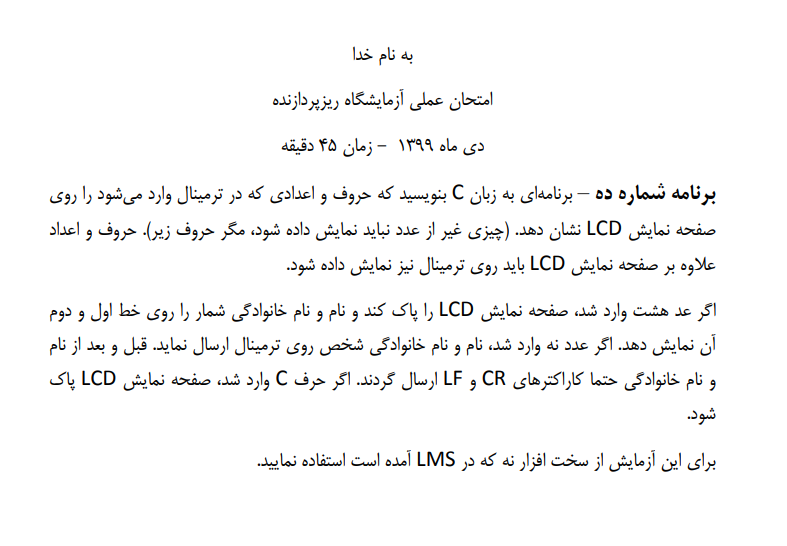 به نام خدا
امتحان عملی آزمایشگاه ریزپردازنده
دی ماه ۱۳۹۹ – زمان ۴۵ دقیقه
برنامه شماره ده – برنامه‌ای به زبان C بنویسید که حروف و اعدادی که در ترمینال وارد می‌شود را روی
صفحه نمایش LCD نشان دهد. (چیزی غیر از عدد نباید نمایش داده شود، مگر حروف زیر). حروف و اعداد
علاوه بر صفحه نمایش LCD باید روی ترمینال نیز نمایش داده شود.
اگر عد هشت وارد شد، صفحه نمایش LCD را پاک کند و نام و نام خانوادگی شمار را روی خط اول و دوم
آن نمایش دهد. اگر عدد نه وارد شد، نام و نام خانوادگی شخص روی ترمینال ارسال نماید. قبل و بعد از نام
و نام خانوادگی حتما کاراکترهای CR و LF ارسال گردند. اگر حرف C وارد شد، صفحه نمایش LCD پاک
شود.
برای این آزمایش از سخت افزار نه که در LMS آمده است استفاده نمایید.